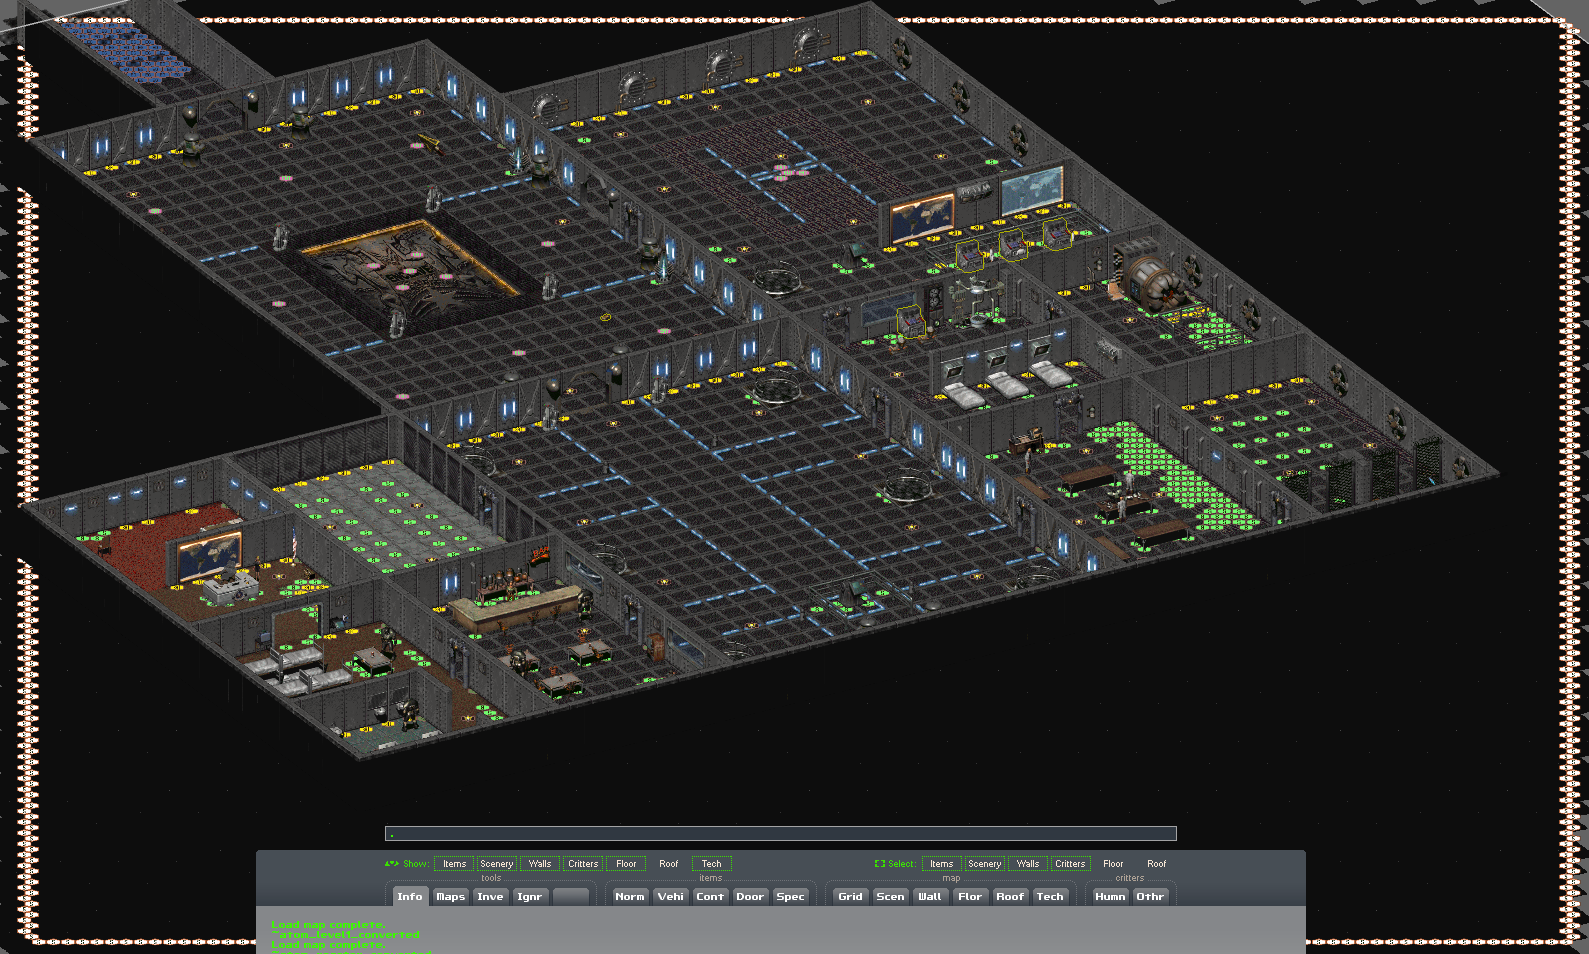 Show: Items Scenery Walls Critters Floor Roof Tech
Select: Items Scenery Walls Critters Floor Roof
tools items map critters
Info Maps Inve Ignr
Norm Vehi Cont Door Spec
Grid Scen Wall Flor Roof Tech
Humn Othr
Load map complete.
Load map complete.